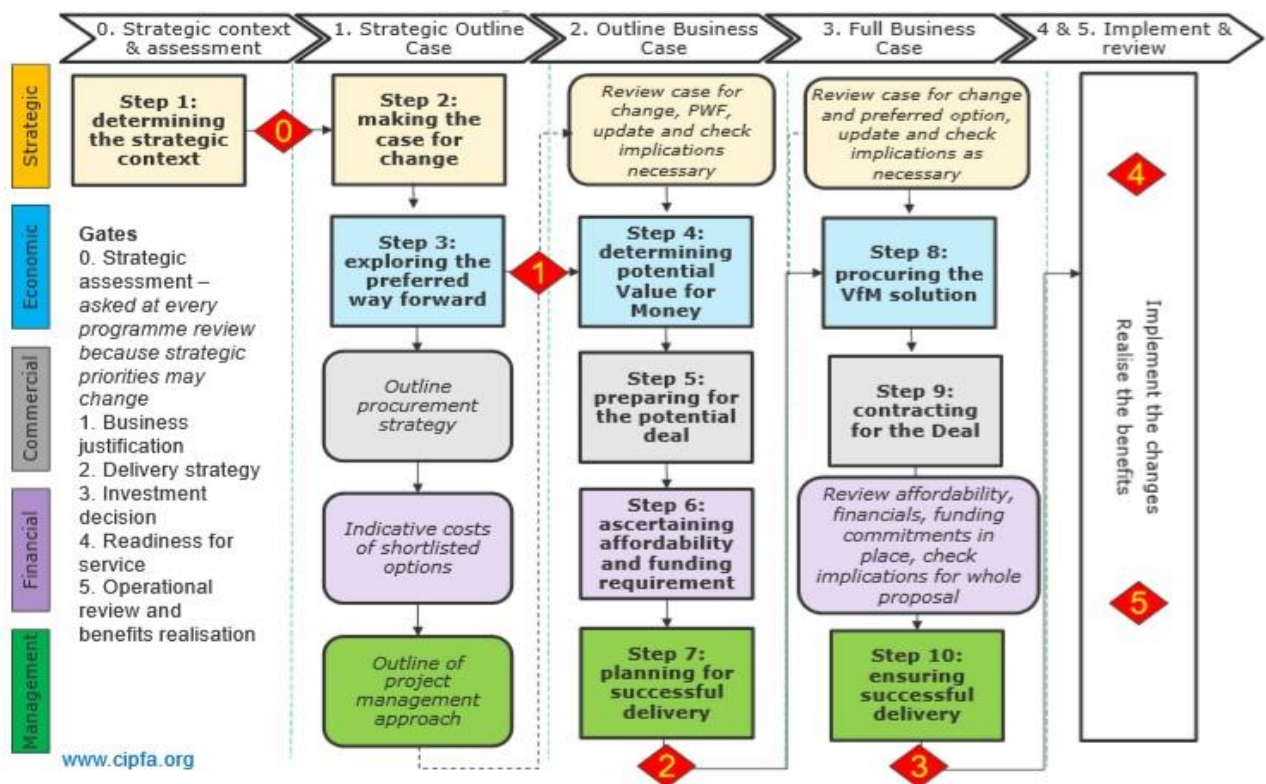 0. Strategic context
& assessment
1. Strategic Outline
Case
2. Outline Business
Case
3. Full Business
Case
4 & 5. Implement &
review
Strategic
Step 1:
determining
the strategic
context
0
Step 2:
making the
case for
change
Review case for
change, PWF,
update and check
implications
necessary
Review case for change
and preferred option,
update and check
implications as
necessary
Economic
Gates
0. Strategic
assessment –
asked at every
programme review
because strategic
priorities may
change
1. Business
justification
2. Delivery strategy
3. Investment
decision
4. Readiness for
service
5. Operational
review and
benefits realisation
Step 3:
exploring the
preferred
way forward
1
Step 4:
determining
potential
Value for
Money
Step 8:
procuring the
VfM solution
Commercial
Outline
procurement
strategy
Step 5:
preparing for
the potential
deal
Step 9:
contracting
for the Deal
Financial
Indicative costs
of shortlisted
options
Step 6:
ascertaining
affordability
and funding
requirement
Review affordability,
financials, funding
commitments in
place, check
implications for whole
proposal
Management
Outline of
project
management
approach
Step 7:
planning for
successful
delivery
2
Step 10:
ensuring
successful
delivery
3
4
Implement the changes
Realise the benefits
5
www.cipfa.org